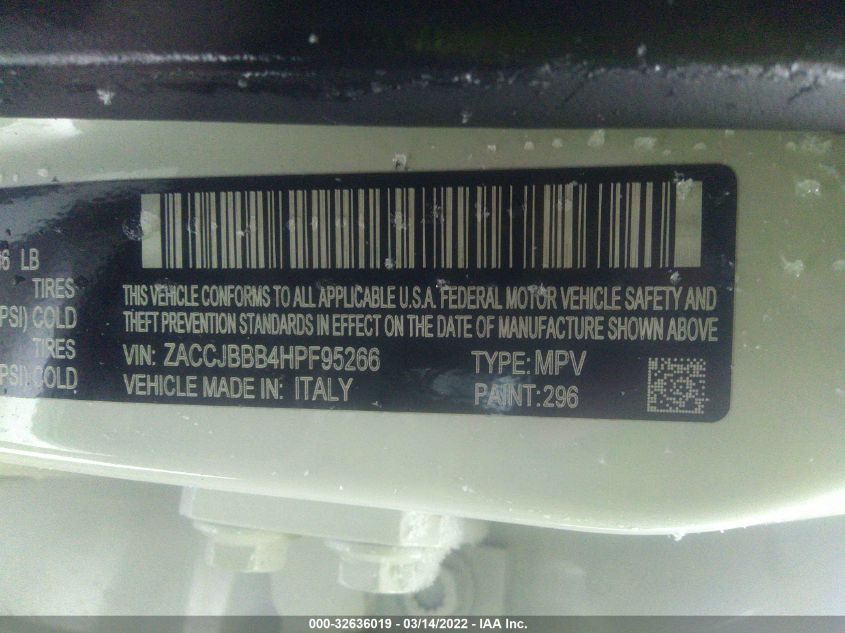 6 LB
TIRES
PSI) COLD
TIRES
PSI) COLD
THIS VEHICLE CONFORMS TO ALL APPLICABLE U.S.A. FEDERAL MOTOR VEHICLE SAFETY AND
THEFT PREVENTION STANDARDS IN EFFECT ON THE DATE OF MANUFACTURE SHOWN ABOVE
VIN: ZACCJBBB4HPF95266 TYPE: MPV
VEHICLE MADE IN: ITALY PAINT: 296
000-32636019 - 03/14/2022 - IAA Inc.